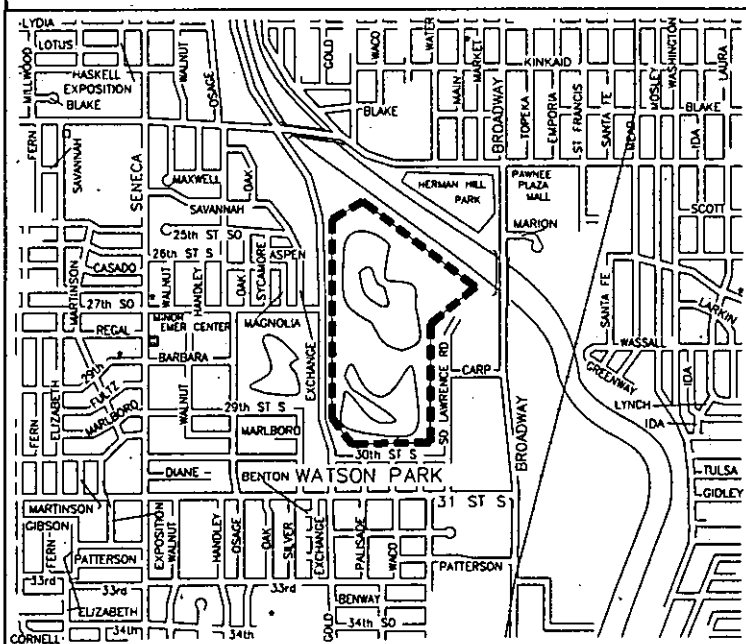 LYDIA
LOTUS
MILLWOOD
HASKELL
EXPOSITION
BLAKE
WALNUT
OSAGE
GOLD
WACO
WATER
MAIN
MARKET
BROADWAY
KINKAID
TOPEKA
EMPORIA
ST FRANCIS
SANTA FE
MEAD
MOSLEY
WASHINGTON
LAURA
BLAKE
BLAKE
IDA
FERN
SAVANNAH
SENECA
MAXWELL
OAK
SAVANNAH
HERMAN HILL
PARK
PAWNEE
PLAZA
MALL
MARION
SCOTT
25th ST SO
26th ST S
SYCAMORE
ASPEN
CASADO
MARTINSON
27th SO
WALNUT
HANDLEY
OAK
REGAL
MINOR
EMER CENTER
MAGNOLIA
EXCHANGE
SANTA FE
LARKIN
WASSAL
GREENWAY
BARBARA
29th
FULTZ
MARLBORO
FERN
ELIZABETH
WALNUT
29th ST S
MARLBORO
SO LAWRENCE RD
CARP
BROADWAY
IDA
LYNCH
IDA
30th ST S
DIANE
BENTON
WATSON PARK
31 ST S
TULSA
GIDLEY
MARTINSON
GIBSON
FERN
PATTERSON
33rd
EXPOSITION
WALNUT
HANDLEY
OSAGE
OAK
SILVER
EXCHANGE
PALISADE
WACO
PATTERSON
33rd
33rd
ELIZABETH
BENWAY
34th SO
CORNELL
34th
34th
GOLD